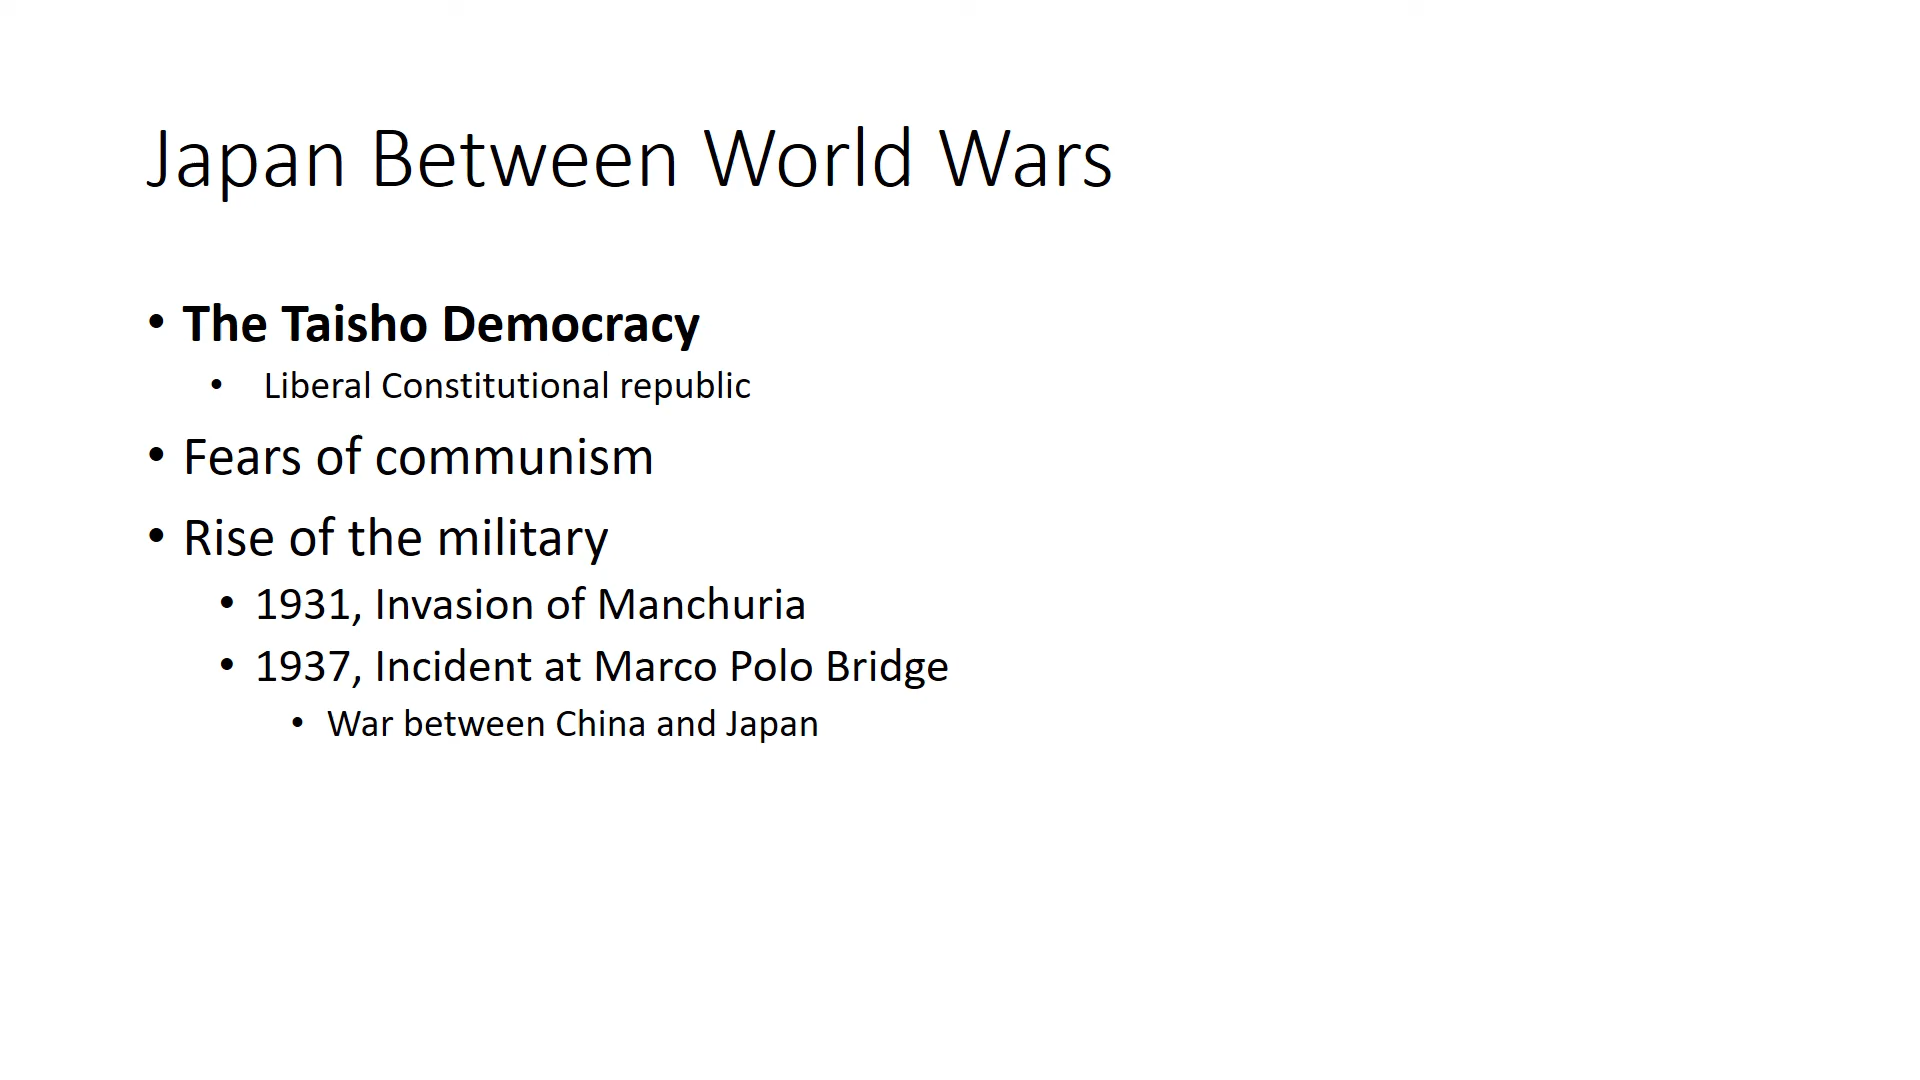 Japan Between World Wars
• The Taisho Democracy
• Liberal Constitutional republic
• Fears of communism
• Rise of the military
• 1931, Invasion of Manchuria
• 1937, Incident at Marco Polo Bridge
• War between China and Japan